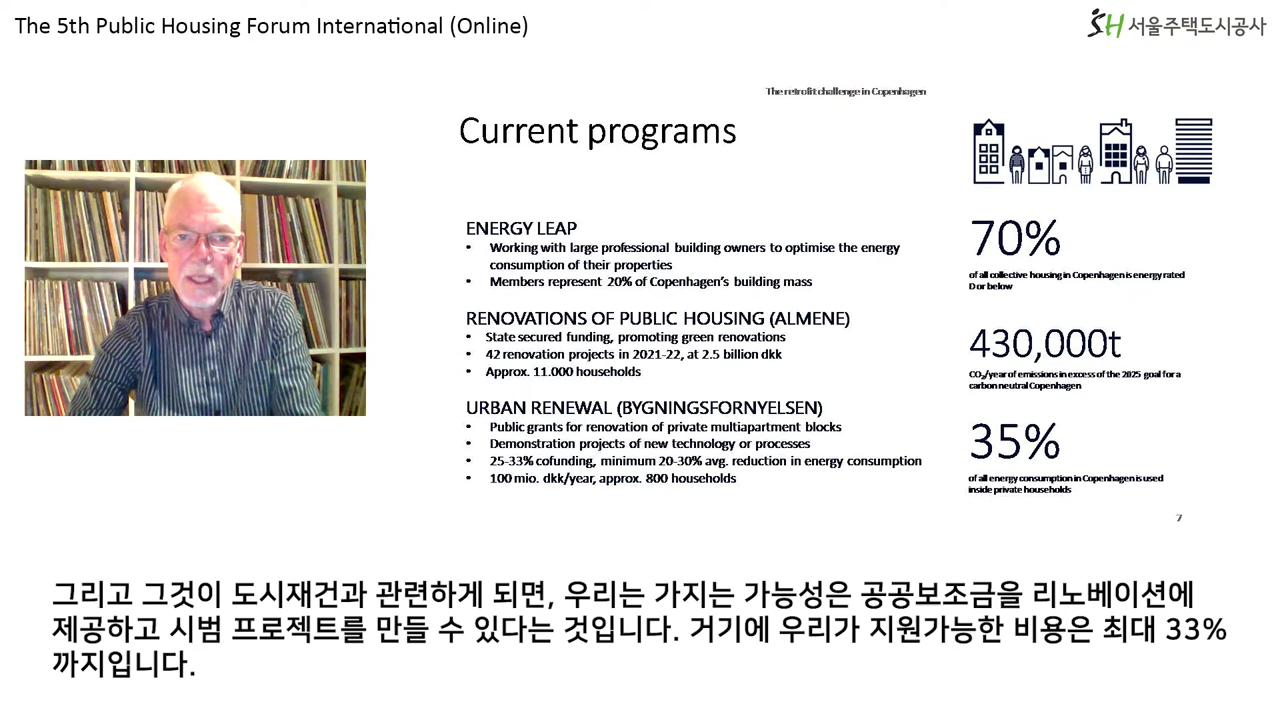 The 5th Public Housing Forum International (Online)
SH 서울주택도시공사
The retrofit challenge in Copenhagen
Current programs
ENERGY LEAP
• Working with large professional building owners to optimise the energy
consumption of their properties
• Members represent 20% of Copenhagen's building mass
RENOVATIONS OF PUBLIC HOUSING (ALMENE)
• State secured funding, promoting green renovations
• 42 renovation projects in 2021-22, at 2.5 billion dkk
• Approx. 11.000 households
URBAN RENEWAL (BYGNINGSFORNYELSEN)
• Public grants for renovation of private multiapartment blocks
• Demonstration projects of new technology or processes
• 25-33% cofunding, minimum 20-30% avg. reduction in energy consumption
• 100 mio. dkk/year, approx. 800 households
70%
of all collective housing in Copenhagen is energy rated
D or below
430,000t
CO₂/year of emissions in excess of the 2025 goal for a
carbon neutral Copenhagen
35%
of all energy consumption in Copenhagen is used
inside private households
7
그리고 그것이 도시재건과 관련하게 되면, 우리는 가지는 가능성은 공공보조금을 리노베이션에
제공하고 시범 프로젝트를 만들 수 있다는 것입니다. 거기에 우리가 지원가능한 비용은 최대 33%
까지입니다.